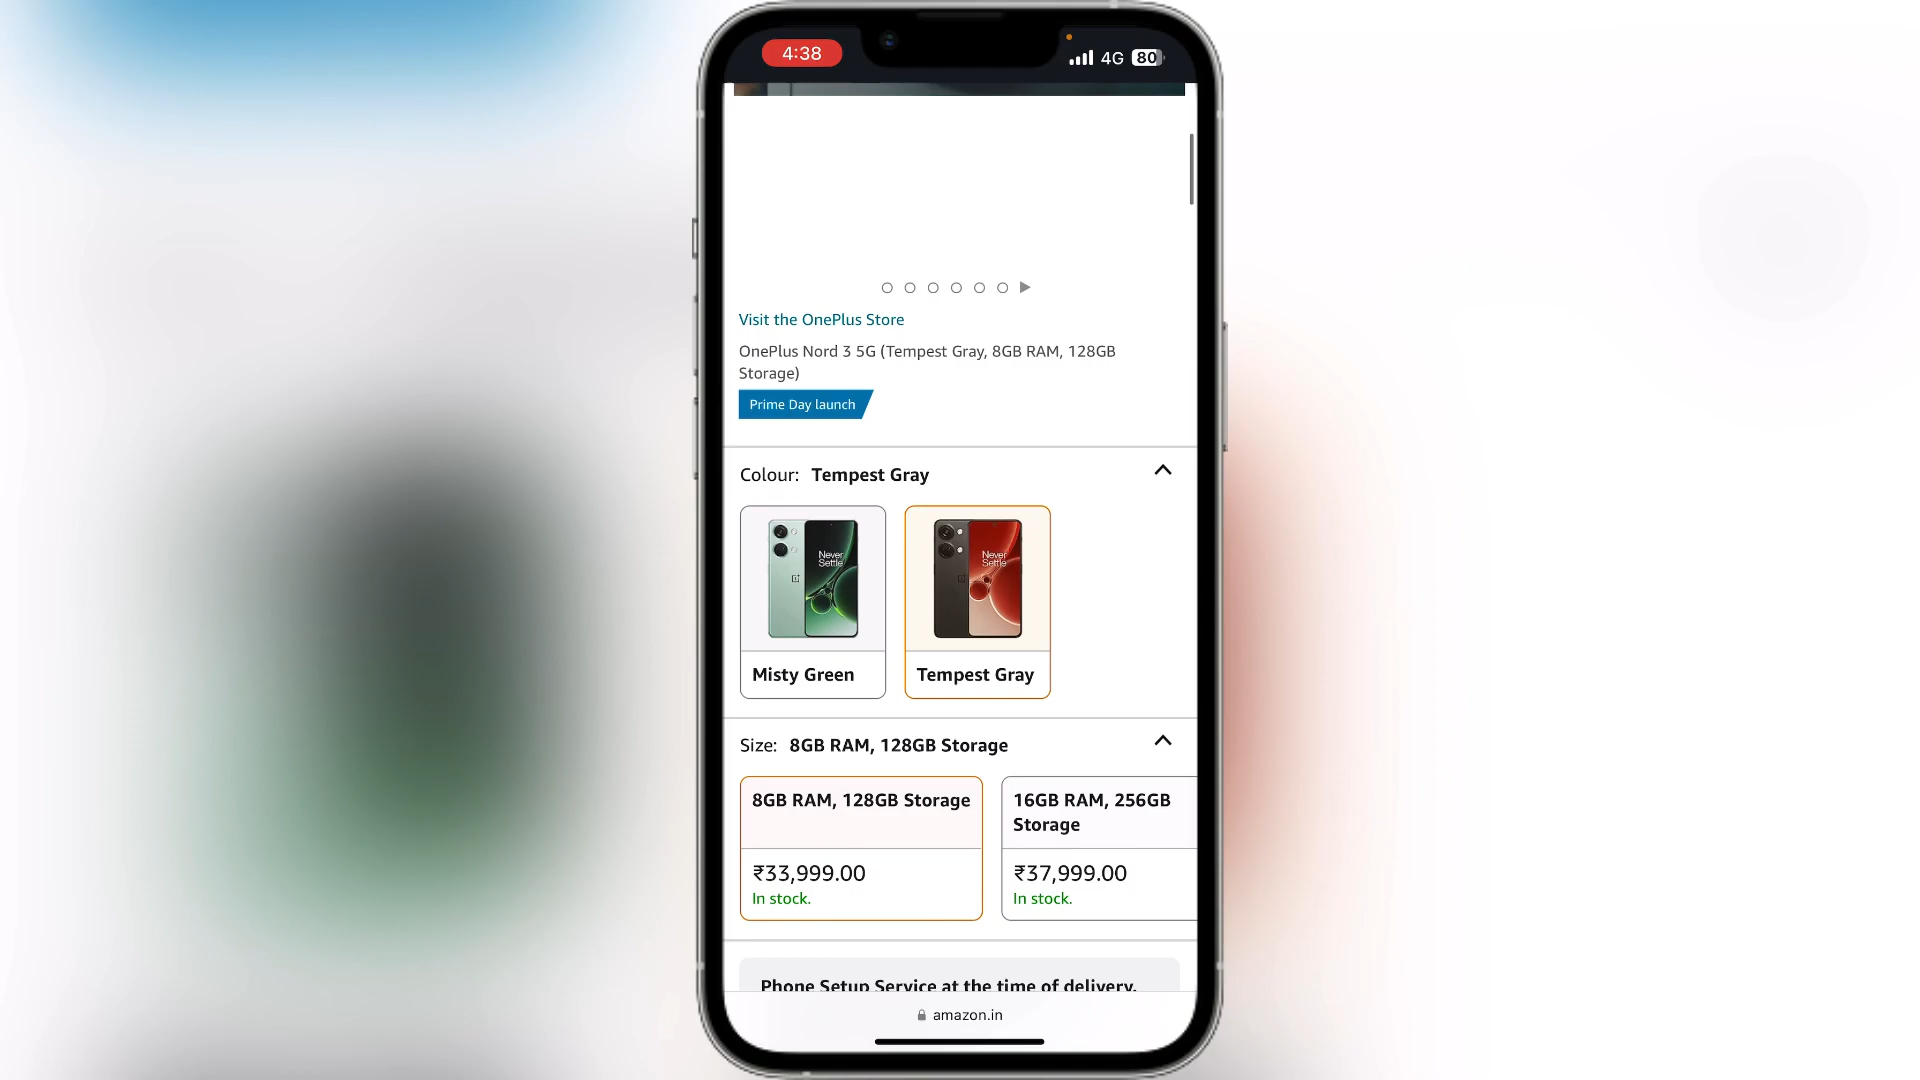 4:38
4G 80
Visit the OnePlus Store
OnePlus Nord 3 5G (Tempest Gray, 8GB RAM, 128GB
Storage)
Prime Day launch
Colour: Tempest Gray
Never
Settle
Never
Settle
Misty Green
Tempest Gray
Size: 8GB RAM, 128GB Storage
8GB RAM, 128GB Storage
₹33,999.00
In stock.
16GB RAM, 256GB
Storage
₹37,999.00
In stock.
Phone Setup Service at the time of delivery.
amazon.in